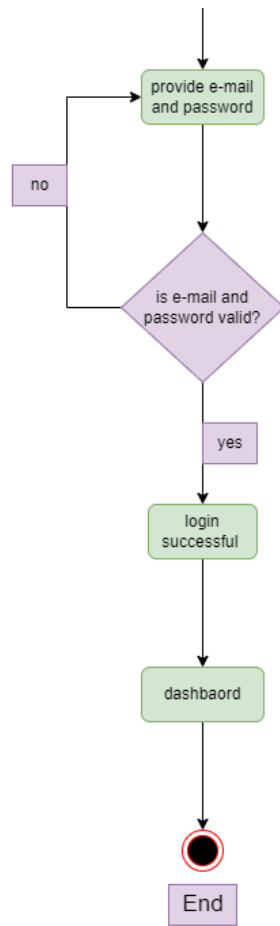 provide e-mail
and password
no
is e-mail and
password valid?
yes
login
successful
dashbaord
End